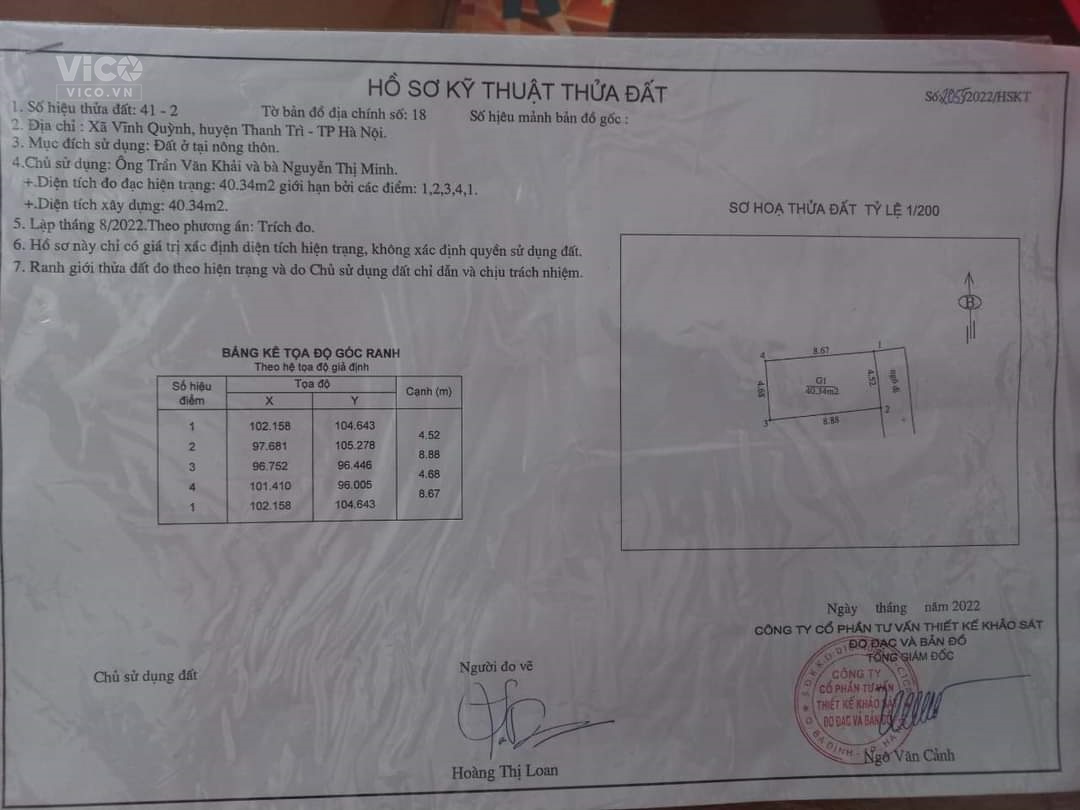 VICO
VICO.VN
HỒ SƠ KỸ THUẬT THỬA ĐẤT
Số: 2055/2022/HSKT
1. Số hiệu thửa đất: 41 - 2 Tờ bản đồ địa chính số: 18 Số hiệu mảnh bản đồ gốc :
2. Địa chỉ : Xã Vĩnh Quỳnh, huyện Thanh Trì - TP Hà Nội.
3. Mục đích sử dụng: Đất ở tại nông thôn.
4.Chủ sử dụng: Ông Trần Văn Khải và bà Nguyễn Thị Minh.
+.Diện tích đo đạc hiện trạng: 40.34m2 giới hạn bởi các điểm: 1,2,3,4,1.
+.Diện tích xây dựng: 40.34m2.
5. Lập tháng 8/2022.Theo phương án: Trích đo.
6. Hồ sơ này chỉ có giá trị xác định diện tích hiện trạng, không xác định quyền sử dụng đất.
7. Ranh giới thửa đất đo theo hiện trạng và do Chủ sử dụng đất chỉ dẫn và chịu trách nhiệm.
SƠ HOẠ THỬA ĐẤT TỶ LỆ 1/200
B
4 8.67 1
G1
40.34m2
4.68
4.52
ngõ đi
3 8.88 2
BẢNG KÊ TỌA ĐỘ GÓC RANH
Theo hệ tọa độ giả định
Số hiệu điểm Tọa độ Cạnh (m)
X Y
1 102.158 104.643
4.52
2 97.681 105.278
8.88
3 96.752 96.446
4.68
4 101.410 96.005
8.67
1 102.158 104.643
Ngày tháng năm 2022
CÔNG TY CỔ PHẦN TƯ VẤN THIẾT KẾ KHẢO SÁT
ĐO ĐẠC VÀ BẢN ĐỒ
TỔNG GIÁM ĐỐC
Chủ sử dụng đất
Người đo vẽ
CÔNG TY
CỔ PHẦN TƯ VẤN
THIẾT KẾ KHẢO SÁT
ĐO ĐẠC VÀ BẢN ĐỒ
Hoàng Thị Loan
Ngô Văn Cảnh